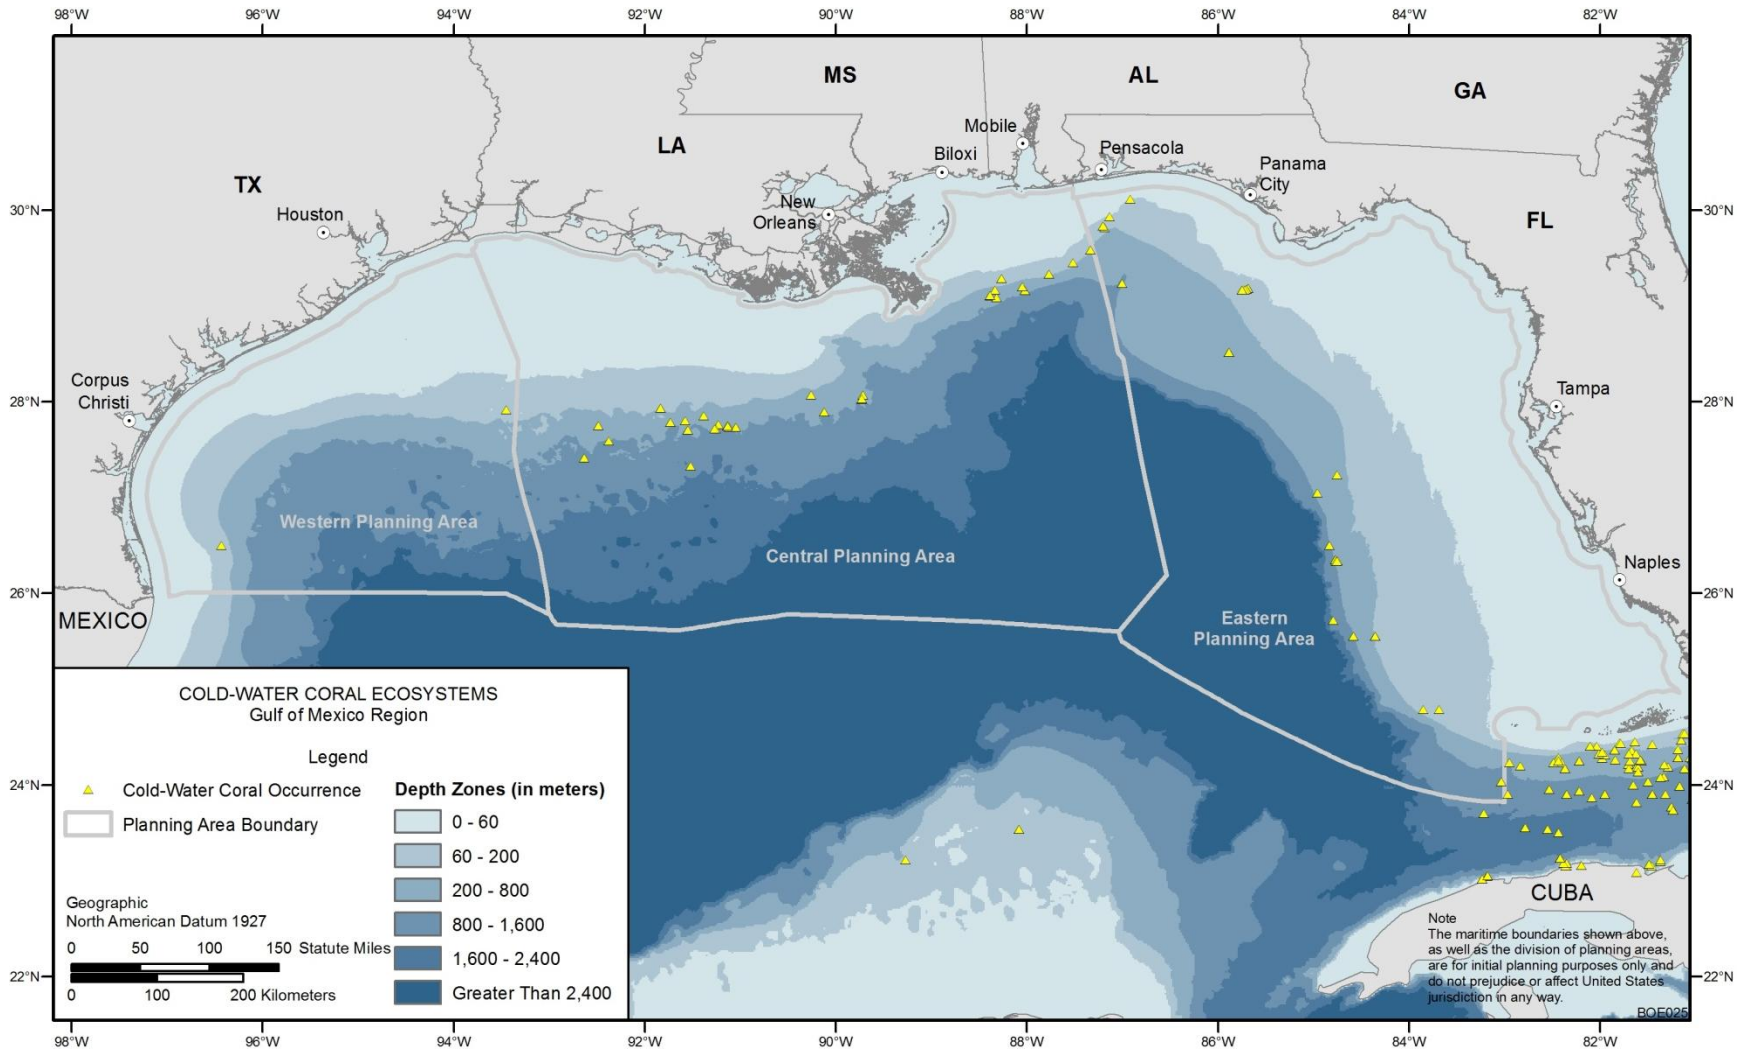 98°W 96°W 94°W 92°W 90°W 88°W 86°W 84°W 82°W
MS
AL
GA
LA
TX
FL
Mobile
Biloxi
Pensacola
Panama
City
New
Orleans
Houston
30°N
30°N
Corpus
Christi
28°N
28°N
Tampa
Western Planning Area
Central Planning Area
Naples
26°N
26°N
MEXICO
Eastern
Planning Area
COLD-WATER CORAL ECOSYSTEMS
Gulf of Mexico Region
Legend
Cold-Water Coral Occurrence
Planning Area Boundary
Depth Zones (in meters)
0 - 60
60 - 200
200 - 800
800 - 1,600
1,600 - 2,400
Greater Than 2,400
Geographic
North American Datum 1927
0 50 100 150 Statute Miles
0 100 200 Kilometers
24°N
24°N
CUBA
Note
The maritime boundaries shown above,
as well as the division of planning areas,
are for initial planning purposes only and
do not prejudice or affect United States
jurisdiction in any way.
BOE025
22°N
22°N
98°W 96°W 94°W 92°W 90°W 88°W 86°W 84°W 82°W